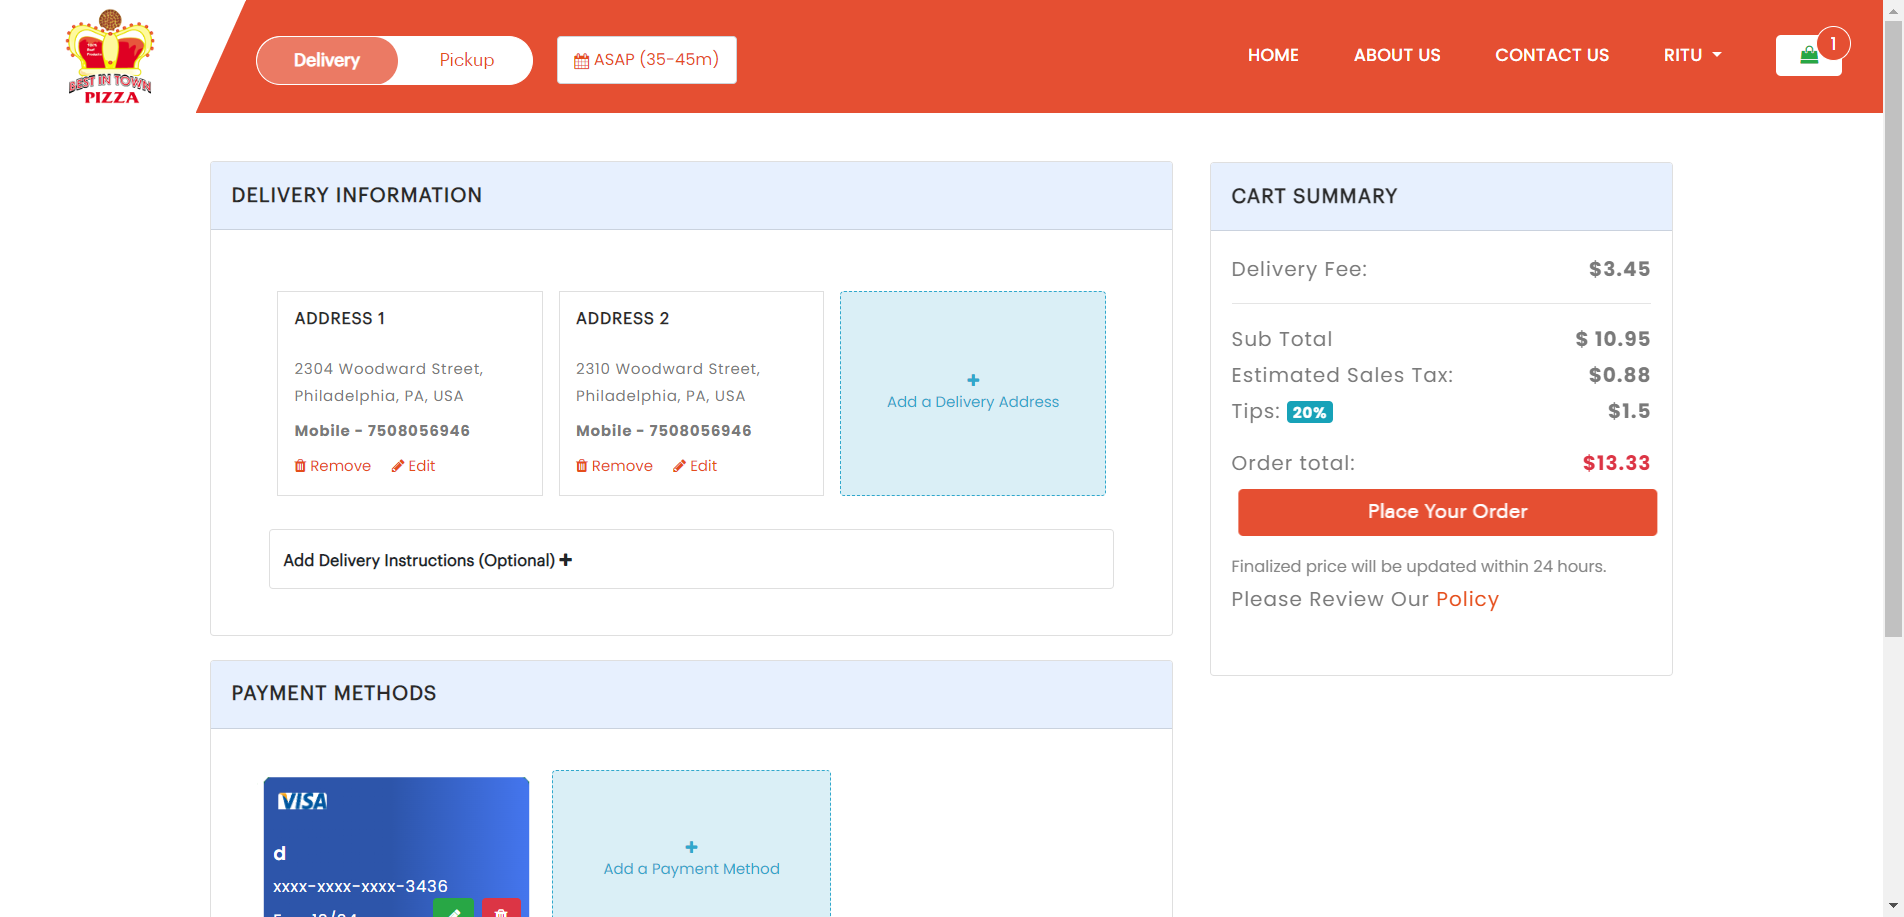 BEST IN TOWN
PIZZA
Delivery
Pickup
ASAP (35-45m)
HOME
ABOUT US
CONTACT US
RITU
1
DELIVERY INFORMATION
ADDRESS 1
2304 Woodward Street,
Philadelphia, PA, USA
Mobile - 7508056946
Remove
Edit
ADDRESS 2
2310 Woodward Street,
Philadelphia, PA, USA
Mobile - 7508056946
Remove
Edit
Add a Delivery Address
Add Delivery Instructions (Optional)
PAYMENT METHODS
VISA
d
xxxx-xxxx-xxxx-3436
Add a Payment Method
CART SUMMARY
Delivery Fee: $3.45
Sub Total $ 10.95
Estimated Sales Tax: $0.88
Tips: 20% $1.5
Order total: $13.33
Place Your Order
Finalized price will be updated within 24 hours.
Please Review Our Policy